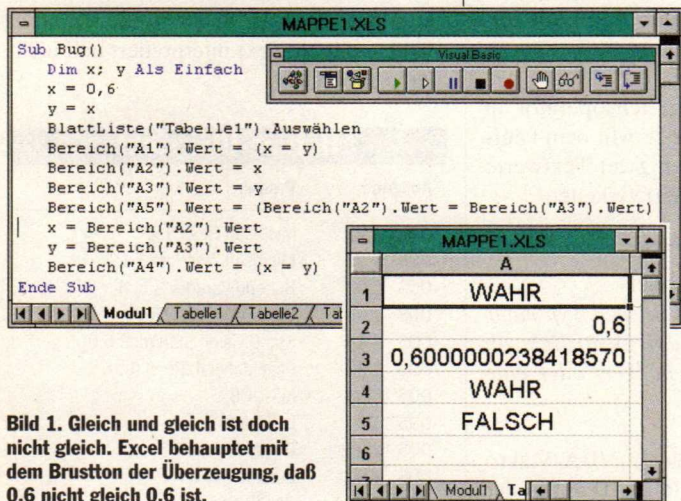 MAPPE1.XLS
Sub Bug()
Visual Basic
Dim x; y Als Einfach
x = 0,6
y = x
BlattListe("Tabelle1").Auswählen
Bereich("A1").Wert = (x = y)
Bereich("A2").Wert = x
Bereich("A3").Wert = y
Bereich("A5").Wert = (Bereich("A2").Wert = Bereich("A3").Wert)
x = Bereich("A2").Wert
y = Bereich("A3").Wert
Bereich("A4").Wert = (x = y)
Ende Sub
Modul1 Tabelle1 Tabelle2
MAPPE1.XLS
A
1 WAHR
2 0,6
3 0,6000000238418570
4 WAHR
5 FALSCH
6
Modul1
Bild 1. Gleich und gleich ist doch
nicht gleich. Excel behauptet mit
dem Brustton der Überzeugung, daß
0,6 nicht gleich 0,6 ist.